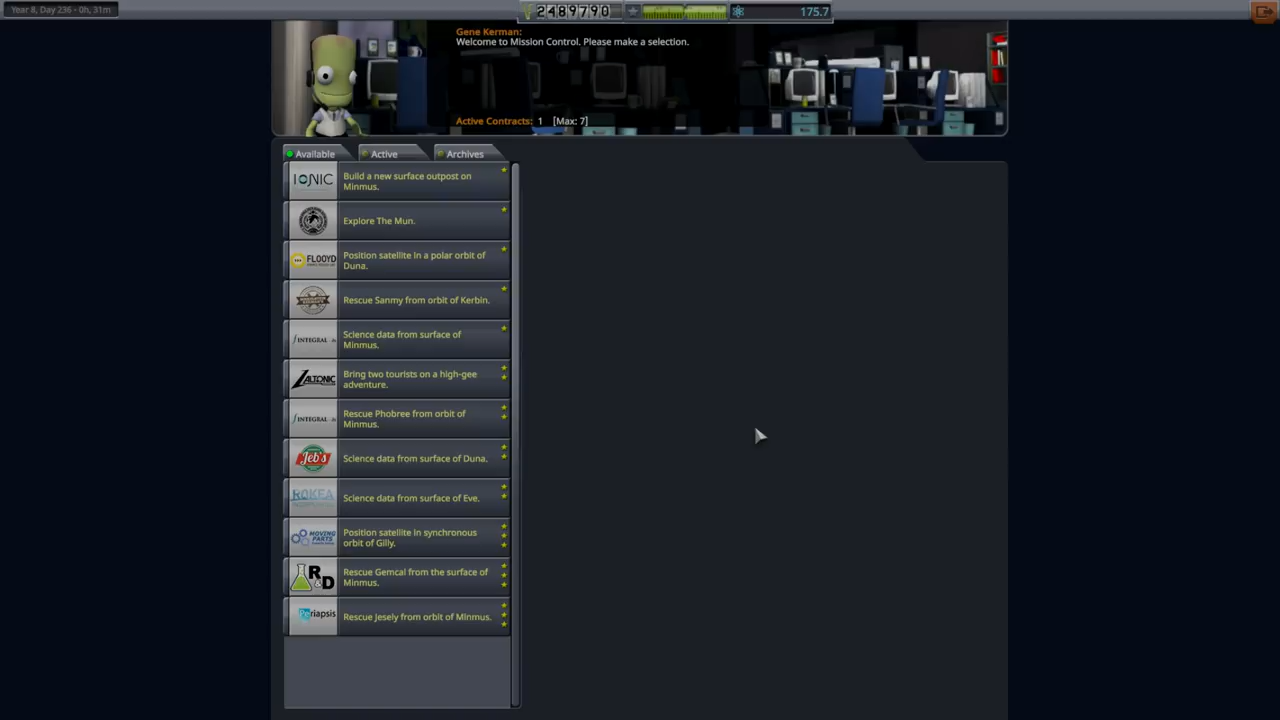 Year 8, Day 236 - 0h, 31m
2489790
175.7
Gene Kerman:
Welcome to Mission Control. Please make a selection.
Active Contracts: 1 [Max: 7]
Available
Active
Archives
IONIC
Build a new surface outpost on
Minmus.
Explore The Mun.
FLOOYD
Position satellite in a polar orbit of
Duna.
Rescue Sanmy from orbit of Kerbin.
INTEGRAL
Science data from surface of
Minmus.
ZALTONIC
Bring two tourists on a high-gee
adventure.
INTEGRAL
Rescue Phobree from orbit of
Minmus.
Jeb's
Science data from surface of Duna.
ROKEA
Science data from surface of Eve.
MOVING
PARTS
Position satellite in synchronous
orbit of Gilly.
R&D
Rescue Gemcal from the surface of
Minmus.
Periapsis
Rescue Jesely from orbit of Minmus.